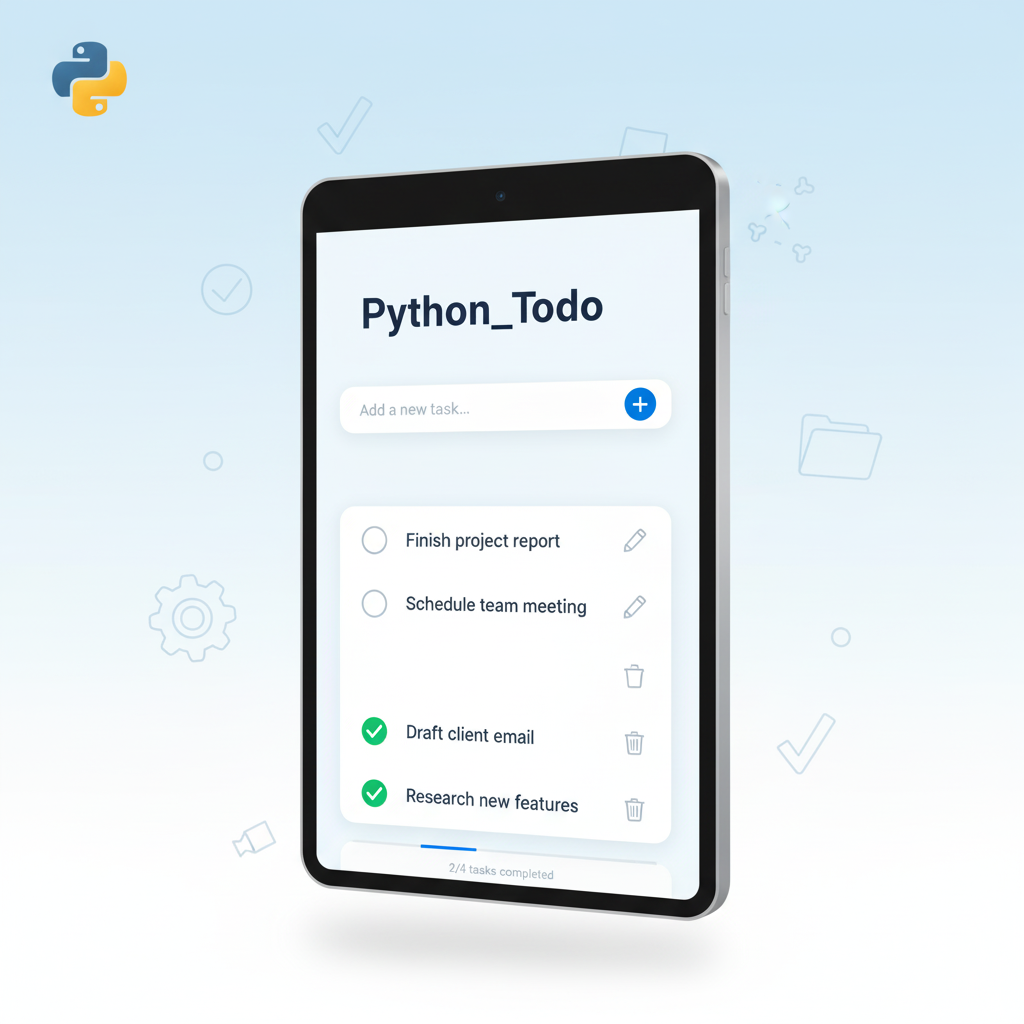 Python_Todo
Add a new task...
Finish project report
Schedule team meeting
Draft client email
Research new features
2/4 tasks completed